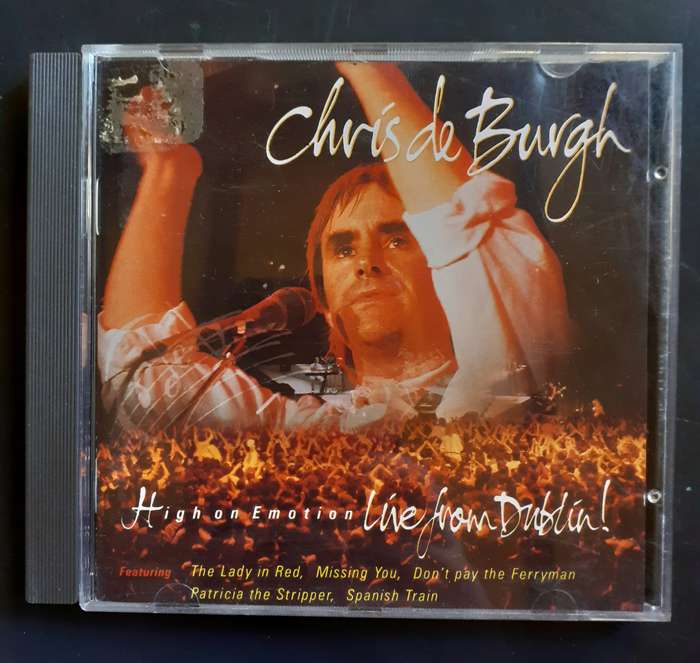 Chris de Burgh
High on Emotion Live from Dublin!
Featuring The Lady in Red, Missing You, Don't pay the Ferryman
Patricia the Stripper, Spanish Train